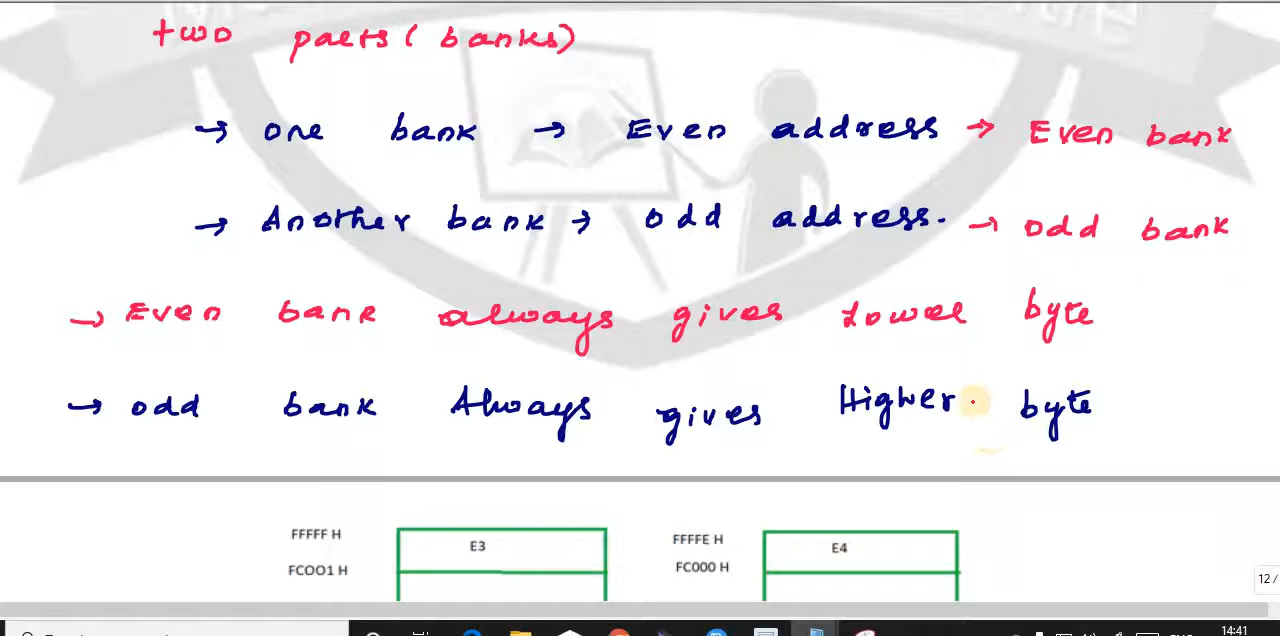 two parts ( banks)
→ one bank → Even address → Even bank
→ Another bank → odd address. → odd bank
→ Even bank always gives Lower byte
→ odd bank Always gives Higher byte
FFFFF H E3 FFFFE H E4
FCOO1 H FC000 H
12 /
14:41